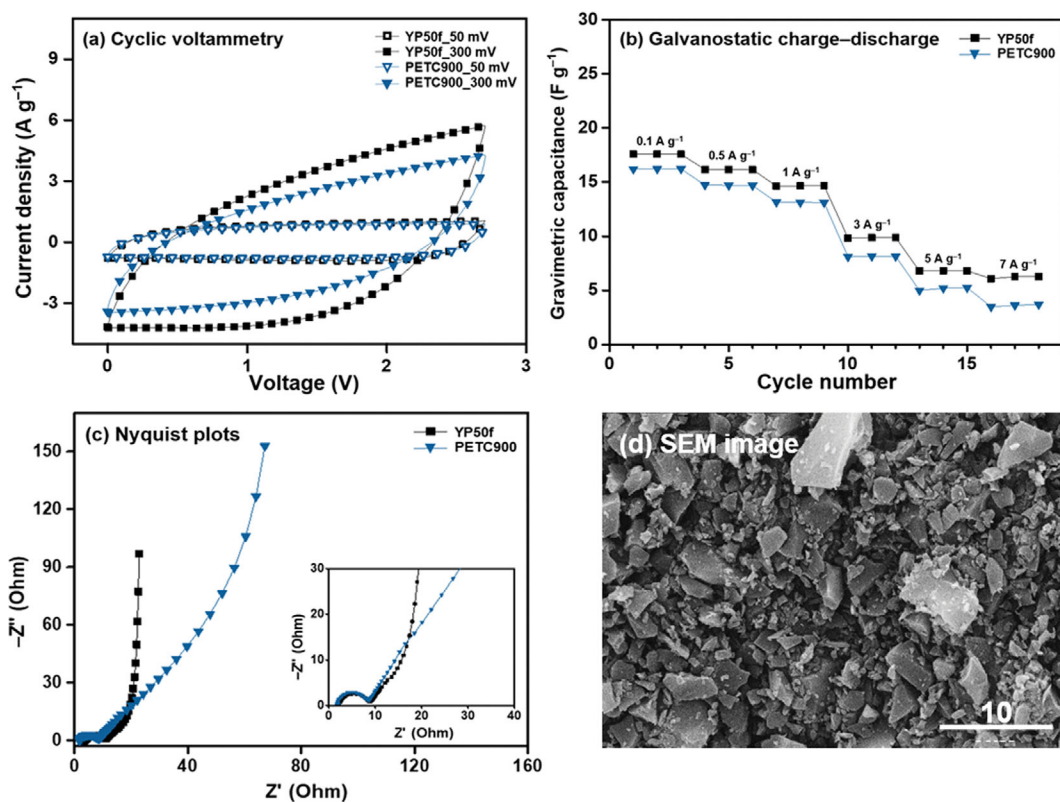 (a) Cyclic voltammetry
YP50f_50 mV
YP50f_300 mV
PETC900_50 mV
PETC900_300 mV
Current density (A g⁻¹)
9
6
3
0
-3
0
1
2
3
Voltage (V)
(b) Galvanostatic charge–discharge
YP50f
PETC900
Gravimetric capacitance (F g⁻¹)
30
25
20
15
10
5
0
0.1 A g⁻¹
0.5 A g⁻¹
1 A g⁻¹
3 A g⁻¹
5 A g⁻¹
7 A g⁻¹
0
5
10
15
Cycle number
(c) Nyquist plots
YP50f
PETC900
–Z'' (Ohm)
150
120
90
60
30
0
0
40
80
120
160
Z' (Ohm)
–Z'' (Ohm)
30
20
10
0
0
10
20
30
40
Z' (Ohm)
(d) SEM image
10